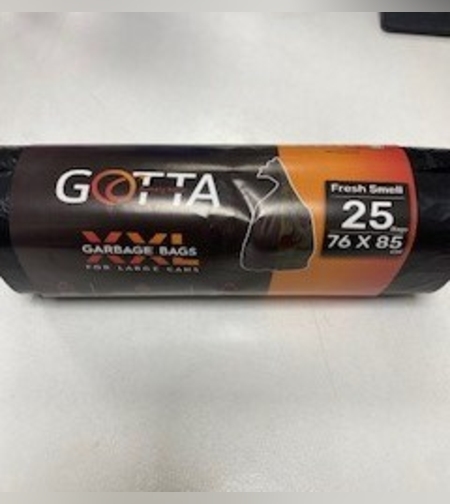 GOTTA
XXL
GARBAGE BAGS
FOR LARGE CANS
Fresh Smell
25 Bags
76 X 85
CM